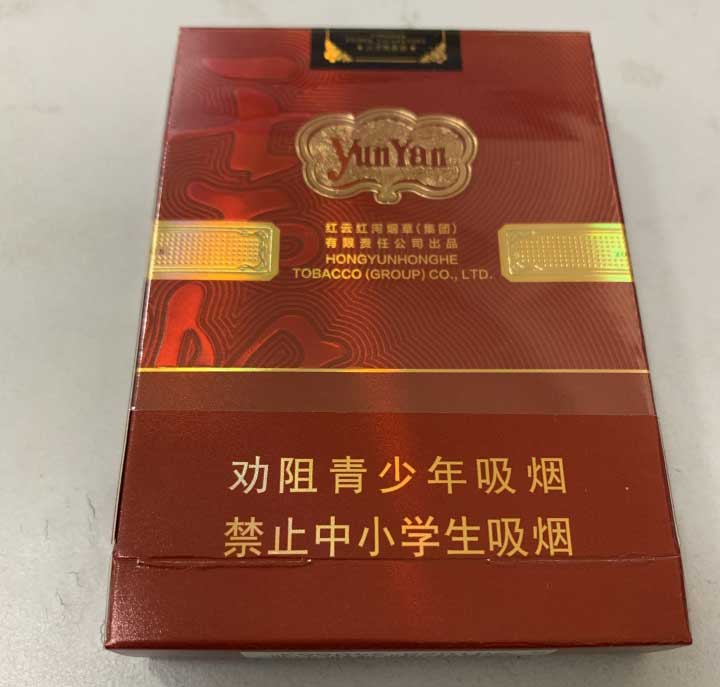 YunYan
红云红河烟草(集团)
有限责任公司出品
HONGYUNHONGHE
TOBACCO (GROUP) CO., LTD.
劝阻青少年吸烟
禁止中小学生吸烟